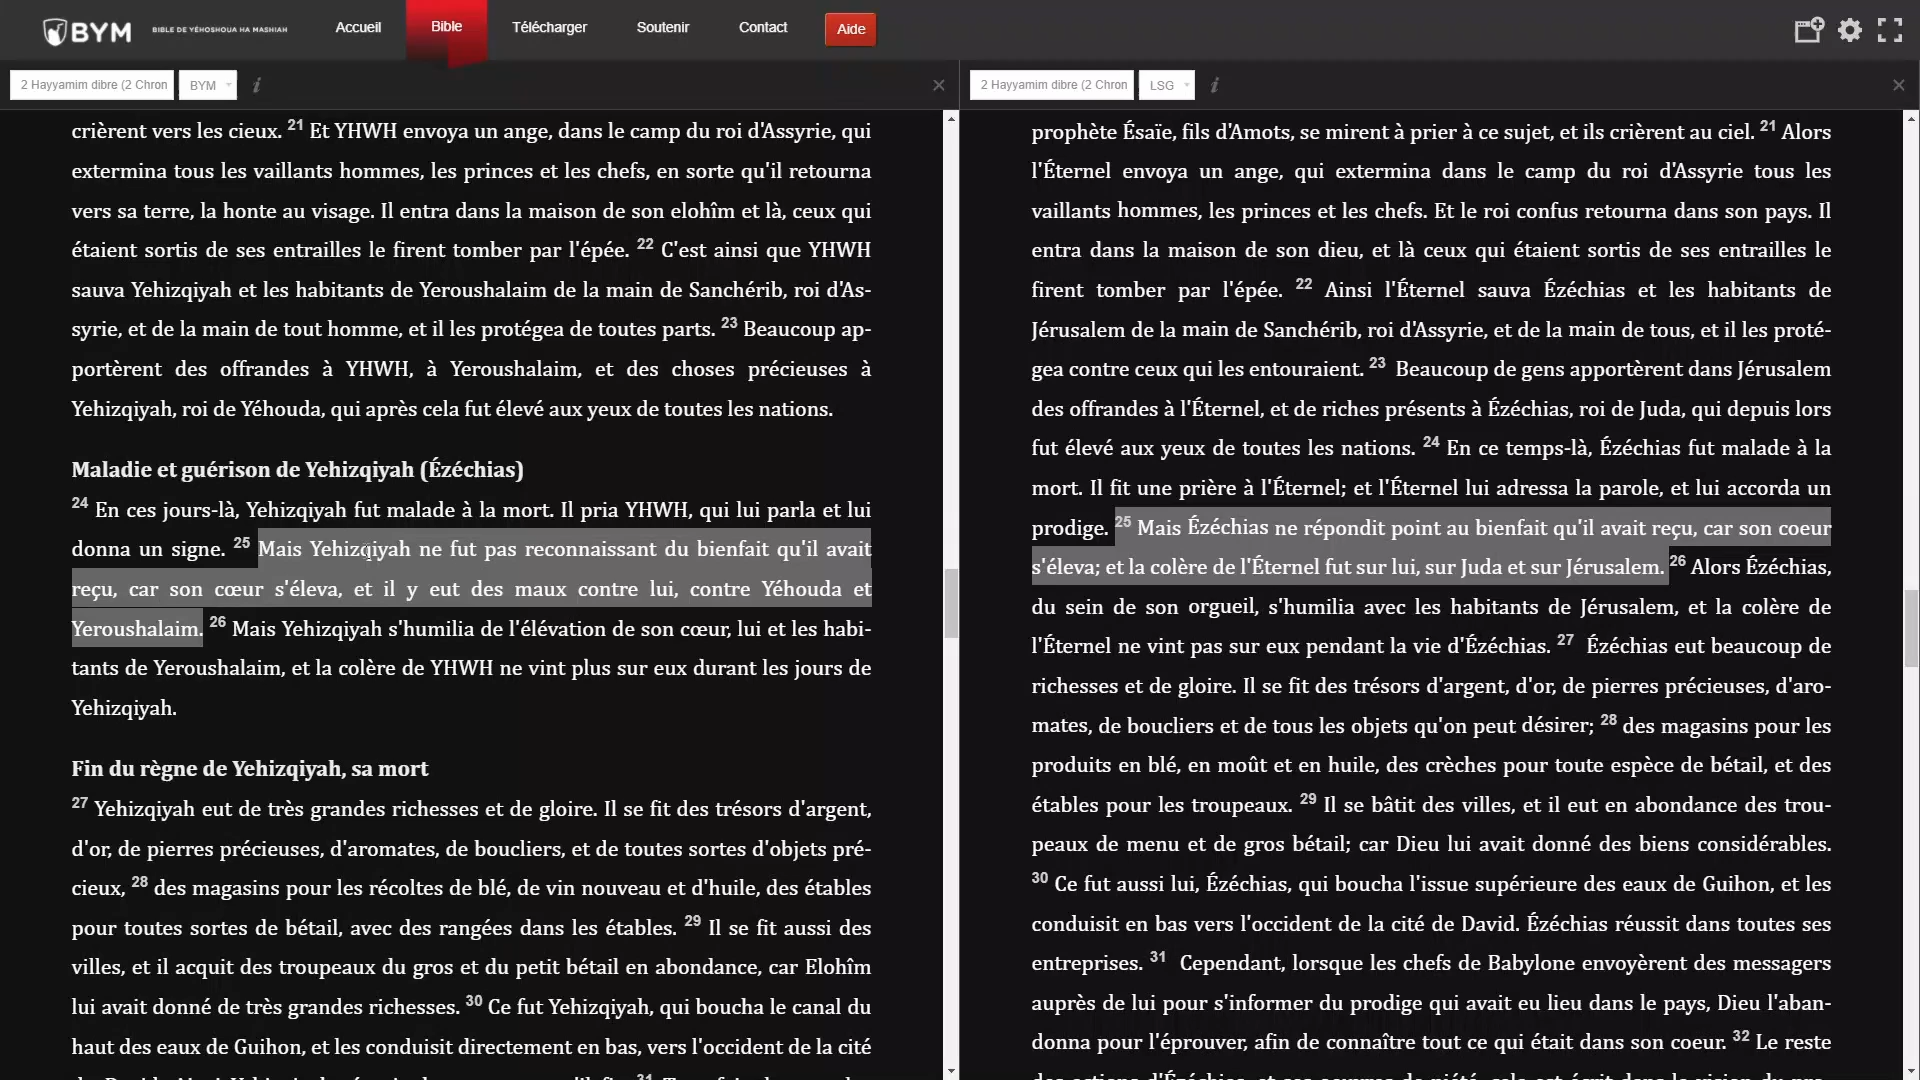 BYM BIBLE DE YÉHOSHOUA HA MASHIAH Accueil Bible Télécharger Soutenir Contact Aide
2 Hayyamim dibre (2 Chron BYM i
crièrent vers les cieux. 21 Et YHWH envoya un ange, dans le camp du roi d'Assyrie, qui
extermina tous les vaillants hommes, les princes et les chefs, en sorte qu'il retourna
vers sa terre, la honte au visage. Il entra dans la maison de son elohîm et là, ceux qui
étaient sortis de ses entrailles le firent tomber par l'épée. 22 C'est ainsi que YHWH
sauva Yehizqiyah et les habitants de Yeroushalaim de la main de Sanchérib, roi d'As-
syrie, et de la main de tout homme, et il les protégea de toutes parts. 23 Beaucoup ap-
portèrent des offrandes à YHWH, à Yeroushalaim, et des choses précieuses à
Yehizqiyah, roi de Yéhouda, qui après cela fut élevé aux yeux de toutes les nations.
Maladie et guérison de Yehizqiyah (Ézéchias)
24 En ces jours-là, Yehizqiyah fut malade à la mort. Il pria YHWH, qui lui parla et lui
donna un signe. 25 Mais Yehizqiyah ne fut pas reconnaissant du bienfait qu'il avait
reçu, car son cœur s'éleva, et il y eut des maux contre lui, contre Yéhouda et
Yeroushalaim. 26 Mais Yehizqiyah s'humilia de l'élévation de son cœur, lui et les habi-
tants de Yeroushalaim, et la colère de YHWH ne vint plus sur eux durant les jours de
Yehizqiyah.
Fin du règne de Yehizqiyah, sa mort
27 Yehizqiyah eut de très grandes richesses et de gloire. Il se fit des trésors d'argent,
d'or, de pierres précieuses, d'aromates, de boucliers, et de toutes sortes d'objets pré-
cieux, 28 des magasins pour les récoltes de blé, de vin nouveau et d'huile, des étables
pour toutes sortes de bétail, avec des rangées dans les étables. 29 Il se fit aussi des
villes, et il acquit des troupeaux du gros et du petit bétail en abondance, car Elohîm
lui avait donné de très grandes richesses. 30 Ce fut Yehizqiyah, qui boucha le canal du
haut des eaux de Guihon, et les conduisit directement en bas, vers l'occident de la cité
2 Hayyamim dibre (2 Chron LSG i
prophète Ésaïe, fils d'Amots, se mirent à prier à ce sujet, et ils crièrent au ciel. 21 Alors
l'Éternel envoya un ange, qui extermina dans le camp du roi d'Assyrie tous les
vaillants hommes, les princes et les chefs. Et le roi confus retourna dans son pays. Il
entra dans la maison de son dieu, et là ceux qui étaient sortis de ses entrailles le
firent tomber par l'épée. 22 Ainsi l'Éternel sauva Ézéchias et les habitants de
Jérusalem de la main de Sanchérib, roi d'Assyrie, et de la main de tous, et il les proté-
gea contre ceux qui les entouraient. 23 Beaucoup de gens apportèrent dans Jérusalem
des offrandes à l'Éternel, et de riches présents à Ézéchias, roi de Juda, qui depuis lors
fut élevé aux yeux de toutes les nations. 24 En ce temps-là, Ézéchias fut malade à la
mort. Il fit une prière à l'Éternel; et l'Éternel lui adressa la parole, et lui accorda un
prodige. 25 Mais Ézéchias ne répondit point au bienfait qu'il avait reçu, car son coeur
s'éleva; et la colère de l'Éternel fut sur lui, sur Juda et sur Jérusalem. 26 Alors Ézéchias,
du sein de son orgueil, s'humilia avec les habitants de Jérusalem, et la colère de
l'Éternel ne vint pas sur eux pendant la vie d'Ézéchias. 27 Ézéchias eut beaucoup de
richesses et de gloire. Il se fit des trésors d'argent, d'or, de pierres précieuses, d'aro-
mates, de boucliers et de tous les objets qu'on peut désirer; 28 des magasins pour les
produits en blé, en moût et en huile, des crèches pour toute espèce de bétail, et des
étables pour les troupeaux. 29 Il se bâtit des villes, et il eut en abondance des trou-
peaux de menu et de gros bétail; car Dieu lui avait donné des biens considérables.
30 Ce fut aussi lui, Ézéchias, qui boucha l'issue supérieure des eaux de Guihon, et les
conduisit en bas vers l'occident de la cité de David. Ézéchias réussit dans toutes ses
entreprises. 31 Cependant, lorsque les chefs de Babylone envoyèrent des messagers
auprès de lui pour s'informer du prodige qui avait eu lieu dans le pays, Dieu l'aban-
donna pour l'éprouver, afin de connaître tout ce qui était dans son coeur. 32 Le reste